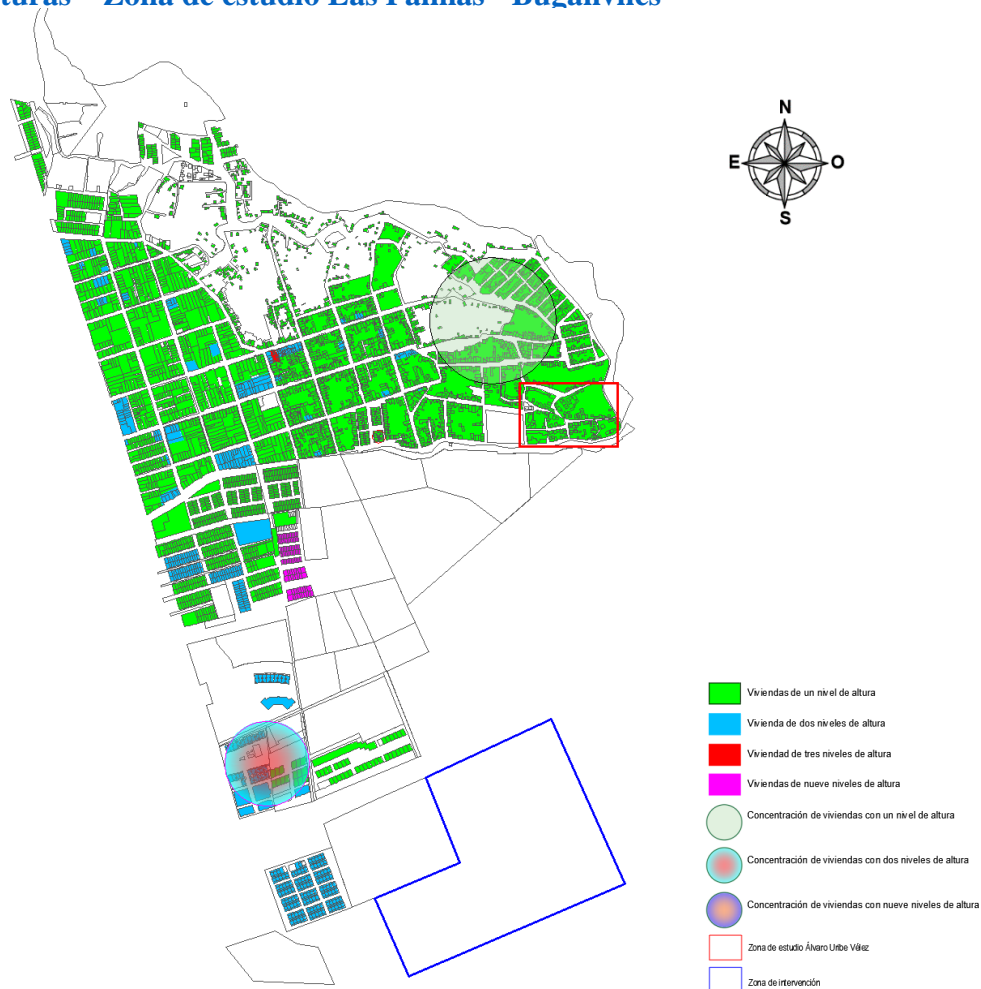 Zona de estudio Las Palmas - Buganviles
N
E
O
S
Viviendas de un nivel de altura
Vivienda de dos niveles de altura
Viviendad de tres niveles de altura
Viviendas de nueve niveles de altura
Concentración de viviendas con un nivel de altura
Concentración de viviendas con dos niveles de altura
Concentración de viviendas con nueve niveles de altura
Zona de estudio Álvaro Uribe Vélez
Zona de intervención